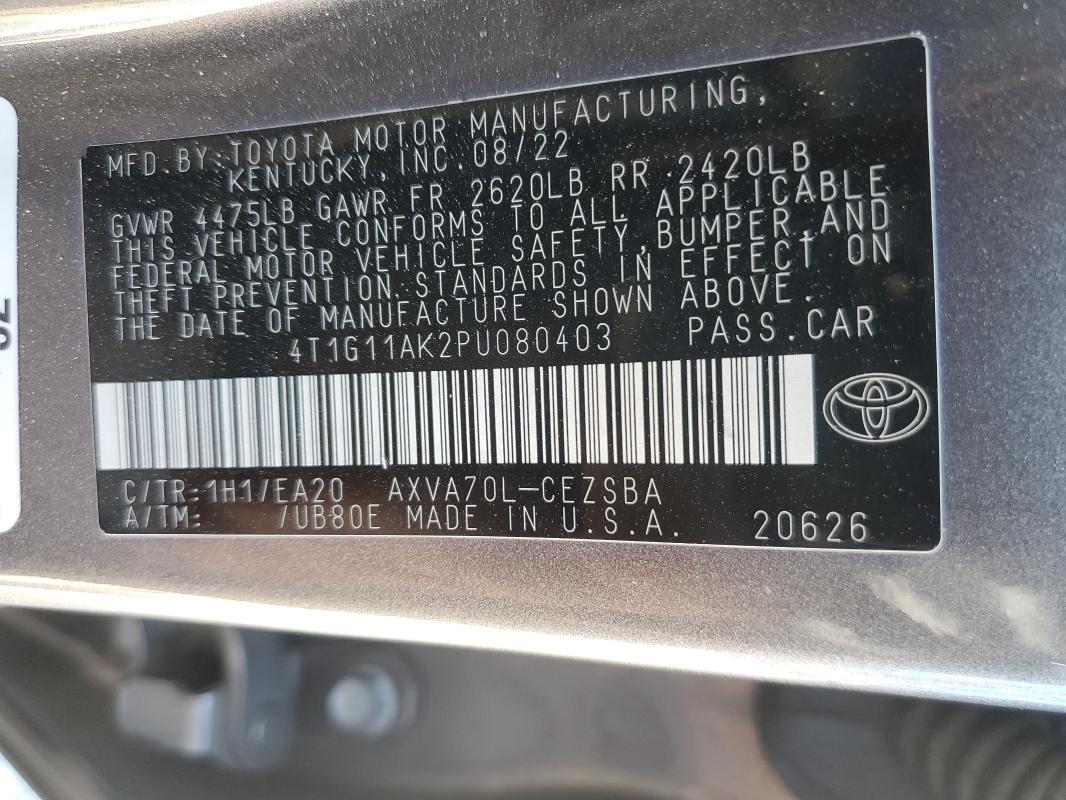 MFD. BY: TOYOTA MOTOR MANUFACTURING,
KENTUCKY, INC. 08/22
GVWR 4475LB GAWR FR 2620LB RR 2420LB
THIS VEHICLE CONFORMS TO ALL APPLICABLE
FEDERAL MOTOR VEHICLE SAFETY, BUMPER, AND
THEFT PREVENTION STANDARDS IN EFFECT ON
THE DATE OF MANUFACTURE SHOWN ABOVE.
4T1G11AK2PU080403 PASS. CAR
C/TR: 1H1/EA20 AXVA70L-CEZSBA
A/TM: /UB80E MADE IN U.S.A. 20626